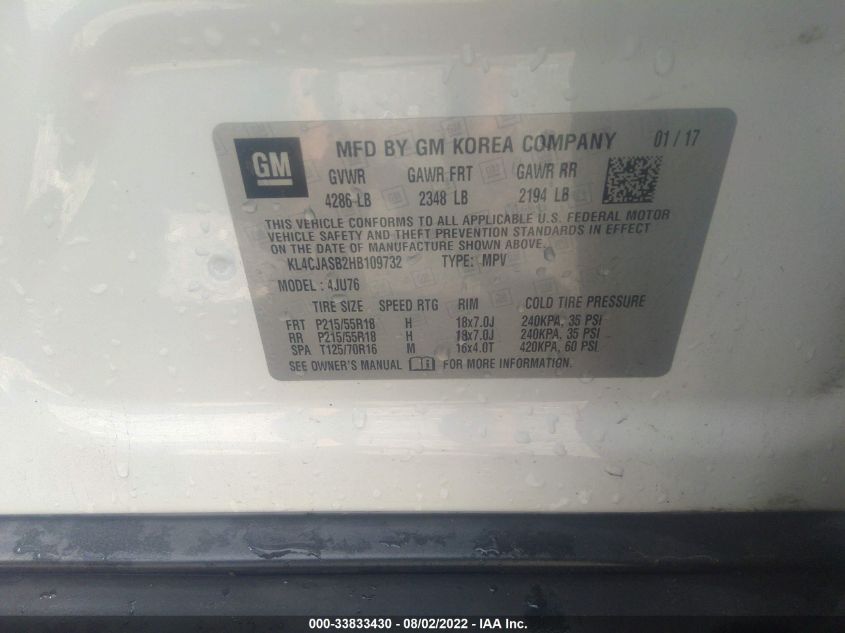 GM
MFD BY GM KOREA COMPANY 01 / 17
GVWR GAWR FRT GAWR RR
4286 LB 2348 LB 2194 LB
THIS VEHICLE CONFORMS TO ALL APPLICABLE U.S. FEDERAL MOTOR
VEHICLE SAFETY AND THEFT PREVENTION STANDARDS IN EFFECT
ON THE DATE OF MANUFACTURE SHOWN ABOVE.
KL4CJASB2HB109732 TYPE: MPV
MODEL : 4JU76
TIRE SIZE SPEED RTG RIM COLD TIRE PRESSURE
FRT P215/55R18 H 18x7.0J 240KPA, 35 PSI
RR P215/55R18 H 18x7.0J 240KPA, 35 PSI
SPA T125/70R16 M 16x4.0T 420KPA, 60 PSI
SEE OWNER'S MANUAL FOR MORE INFORMATION.
000-33833430 - 08/02/2022 - IAA Inc.